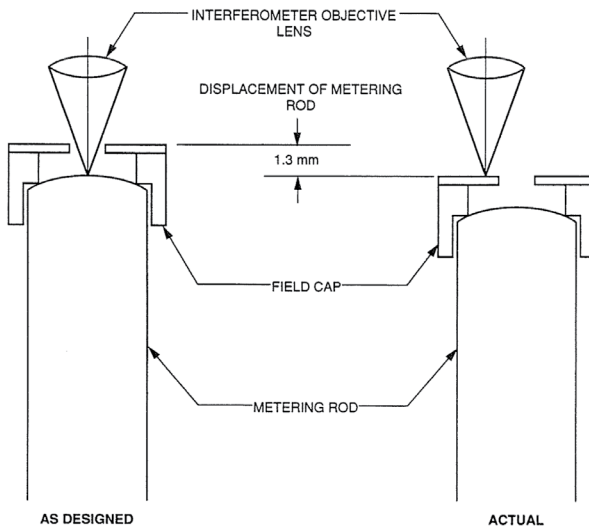 INTERFEROMETER OBJECTIVE
LENS
DISPLACEMENT OF METERING
ROD
1.3 mm
FIELD CAP
METERING ROD
AS DESIGNED
ACTUAL